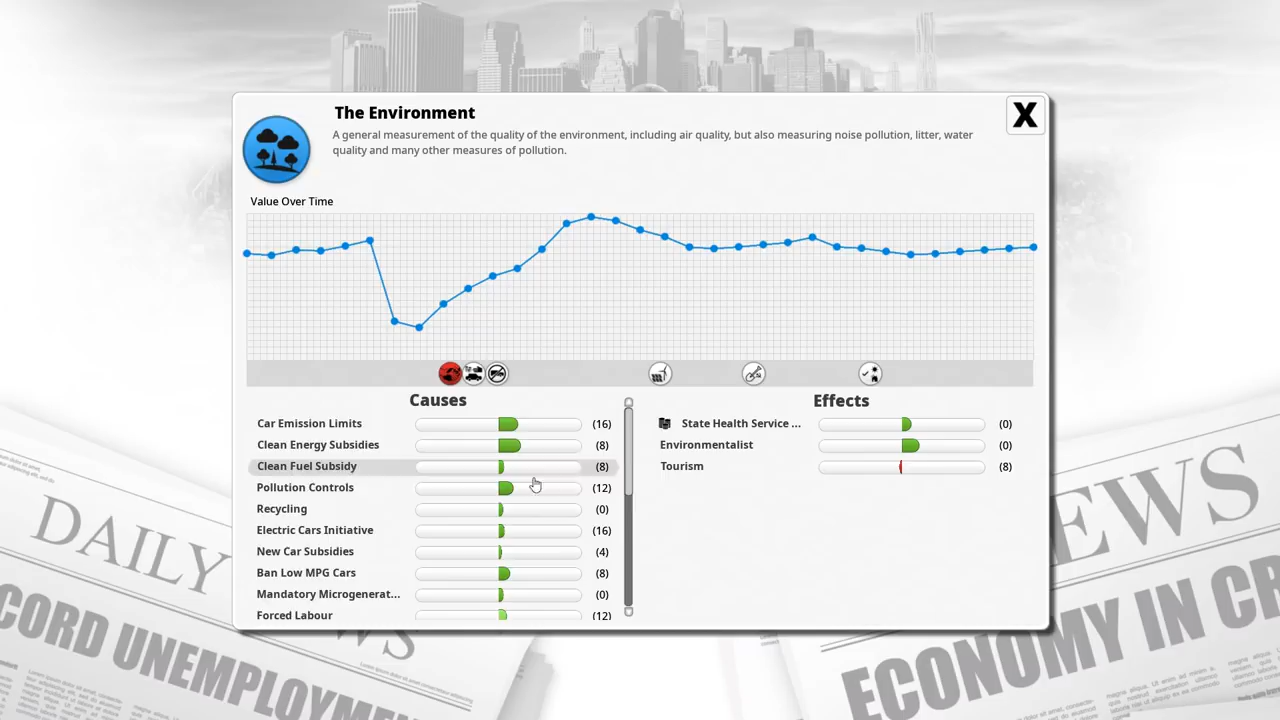 The Environment
X
A general measurement of the quality of the environment, including air quality, but also measuring noise pollution, litter, water
quality and many other measures of pollution.
Value Over Time
Causes
Effects
Car Emission Limits (16)
State Health Service ... (0)
Clean Energy Subsidies (8)
Environmentalist (0)
Clean Fuel Subsidy (8)
Tourism (8)
Pollution Controls (12)
Recycling (0)
Electric Cars Initiative (16)
New Car Subsidies (4)
Ban Low MPG Cars (8)
Mandatory Microgenerat... (0)
Forced Labour (12)
DAILY
NEWS
CORD UNEMPLOYM
ECONOMY IN CR